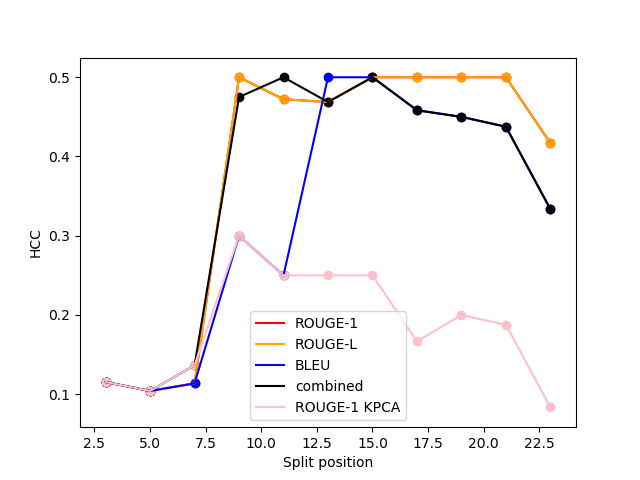 0.5
0.4
0.3
0.2
0.1
HCC
ROUGE-1
ROUGE-L
BLEU
combined
ROUGE-1 KPCA
2.5 5.0 7.5 10.0 12.5 15.0 17.5 20.0 22.5
Split position